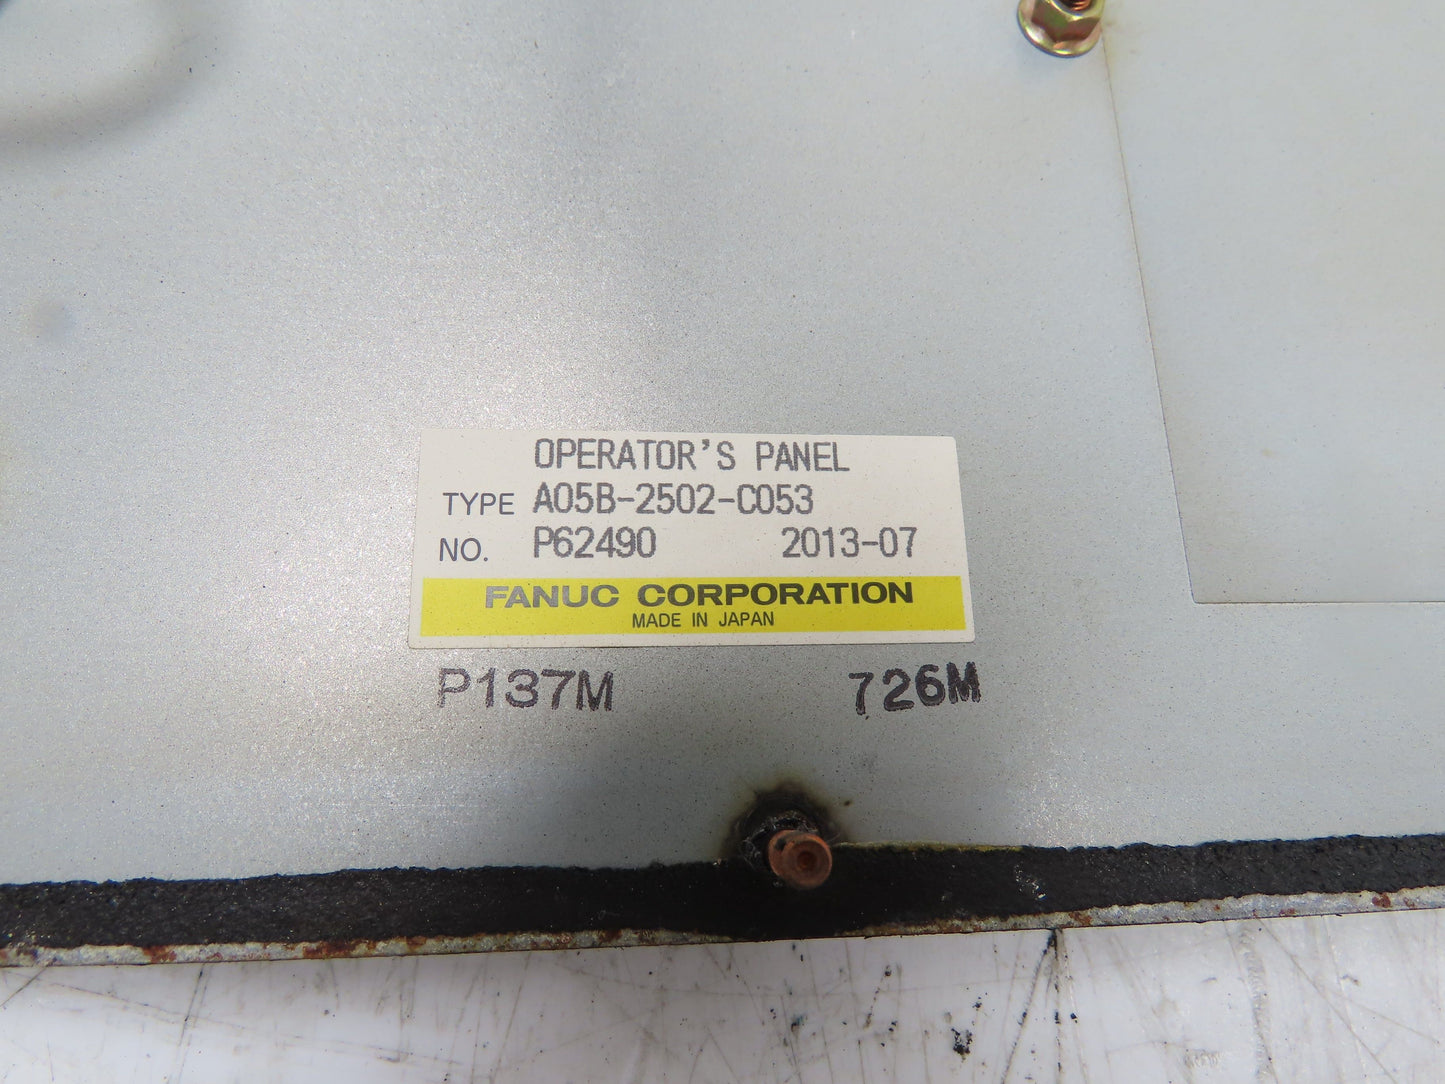 OPERATOR'S PANEL
TYPE A05B-2502-C053
NO. P62490 2013-07
FANUC CORPORATION
MADE IN JAPAN
P137M 726M